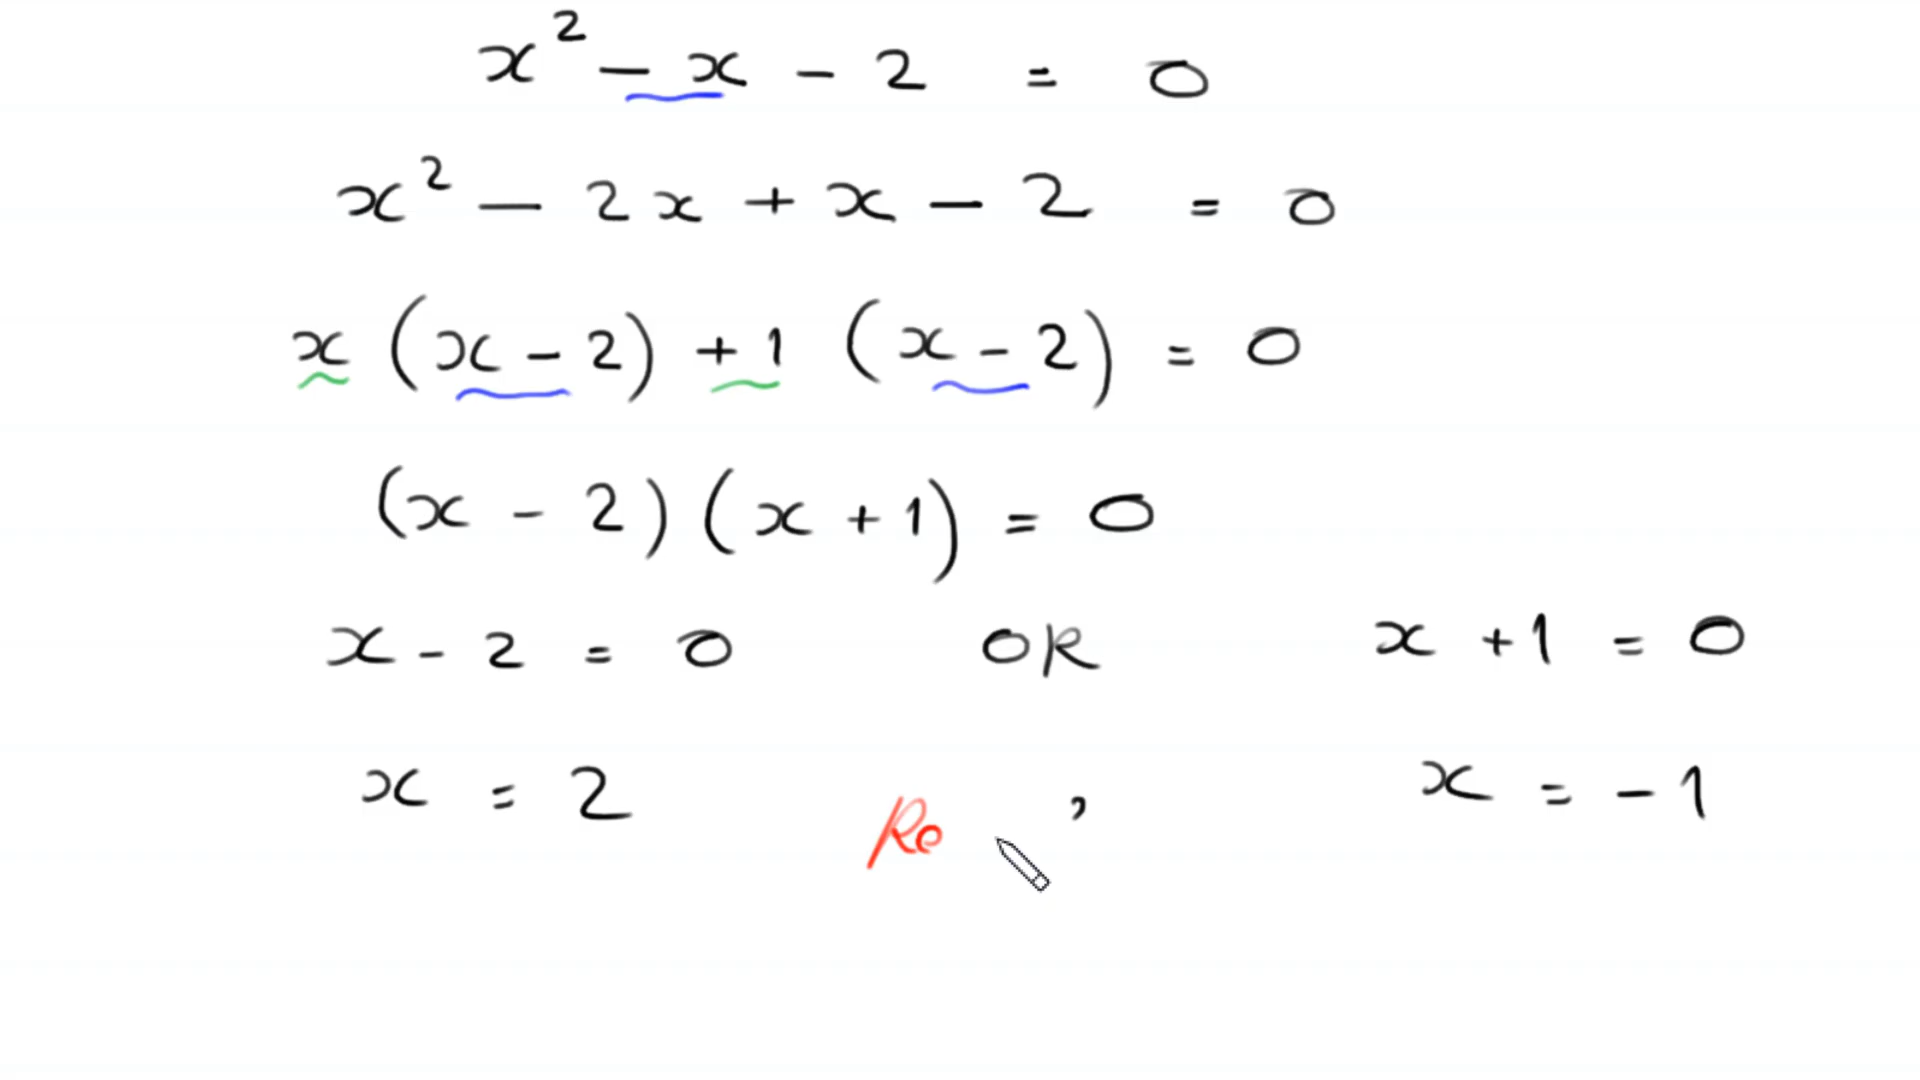 x² - x - 2 = 0
x² - 2x + x - 2 = 0
x (x - 2) + 1 (x - 2) = 0
(x - 2) (x + 1) = 0
x - 2 = 0 OR x + 1 = 0
x = 2 Re , x = -1